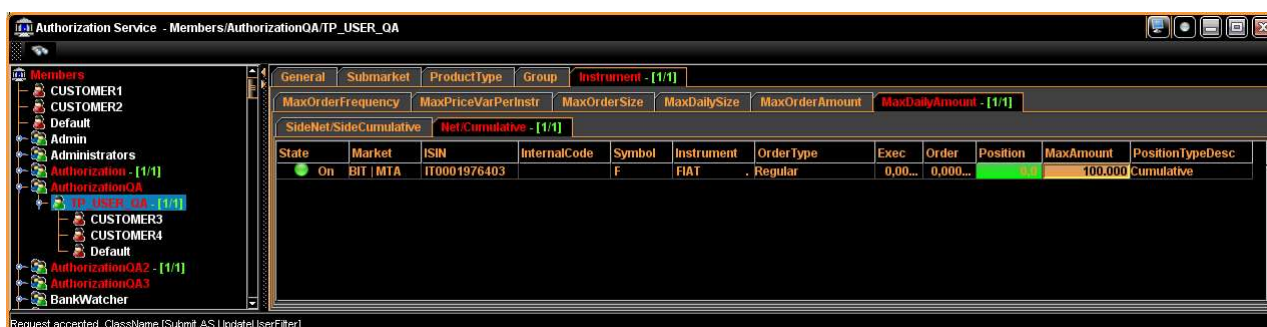 Authorization Service - Members/AuthorizationQA/TP_USER_QA
Members
CUSTOMER1
CUSTOMER2
Default
Admin
Administrators
Authorization - [1/1]
AuthorizationQA
TP_USER_QA - [1/1]
CUSTOMER3
CUSTOMER4
Default
AuthorizationQA2 - [1/1]
AuthorizationQA3
BankWatcher
General Submarket ProductType Group Instrument - [1/1]
MaxOrderFrequency MaxPriceVarPerInstr MaxOrderSize MaxDailySize MaxOrderAmount MaxDailyAmount - [1/1]
SideNet/SideCumulative Net/Cumulative - [1/1]
State Market ISIN InternalCode Symbol Instrument OrderType Exec Order Position MaxAmount PositionTypeDesc
On BIT | MTA IT0001976403 F FIAT . Regular 0,00... 0,000... 0.0 100.000 Cumulative
Request accepted. ClassName [Submit AS UpdateUserFilter]